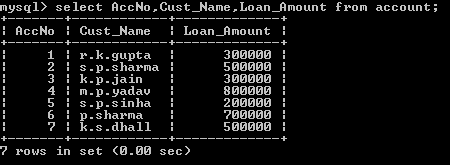 mysql> select AccNo,Cust_Name,Loan_Amount from account;
+-------+-----------+-------------+
| AccNo | Cust_Name | Loan_Amount |
+-------+-----------+-------------+
| 1 | r.k.gupta | 300000 |
| 2 | s.p.sharma | 500000 |
| 3 | k.p.jain | 300000 |
| 4 | m.p.yadav | 800000 |
| 5 | s.p.sinha | 200000 |
| 6 | p.sharma | 700000 |
| 7 | k.s.dhall | 500000 |
+-------+-----------+-------------+
7 rows in set (0.00 sec)